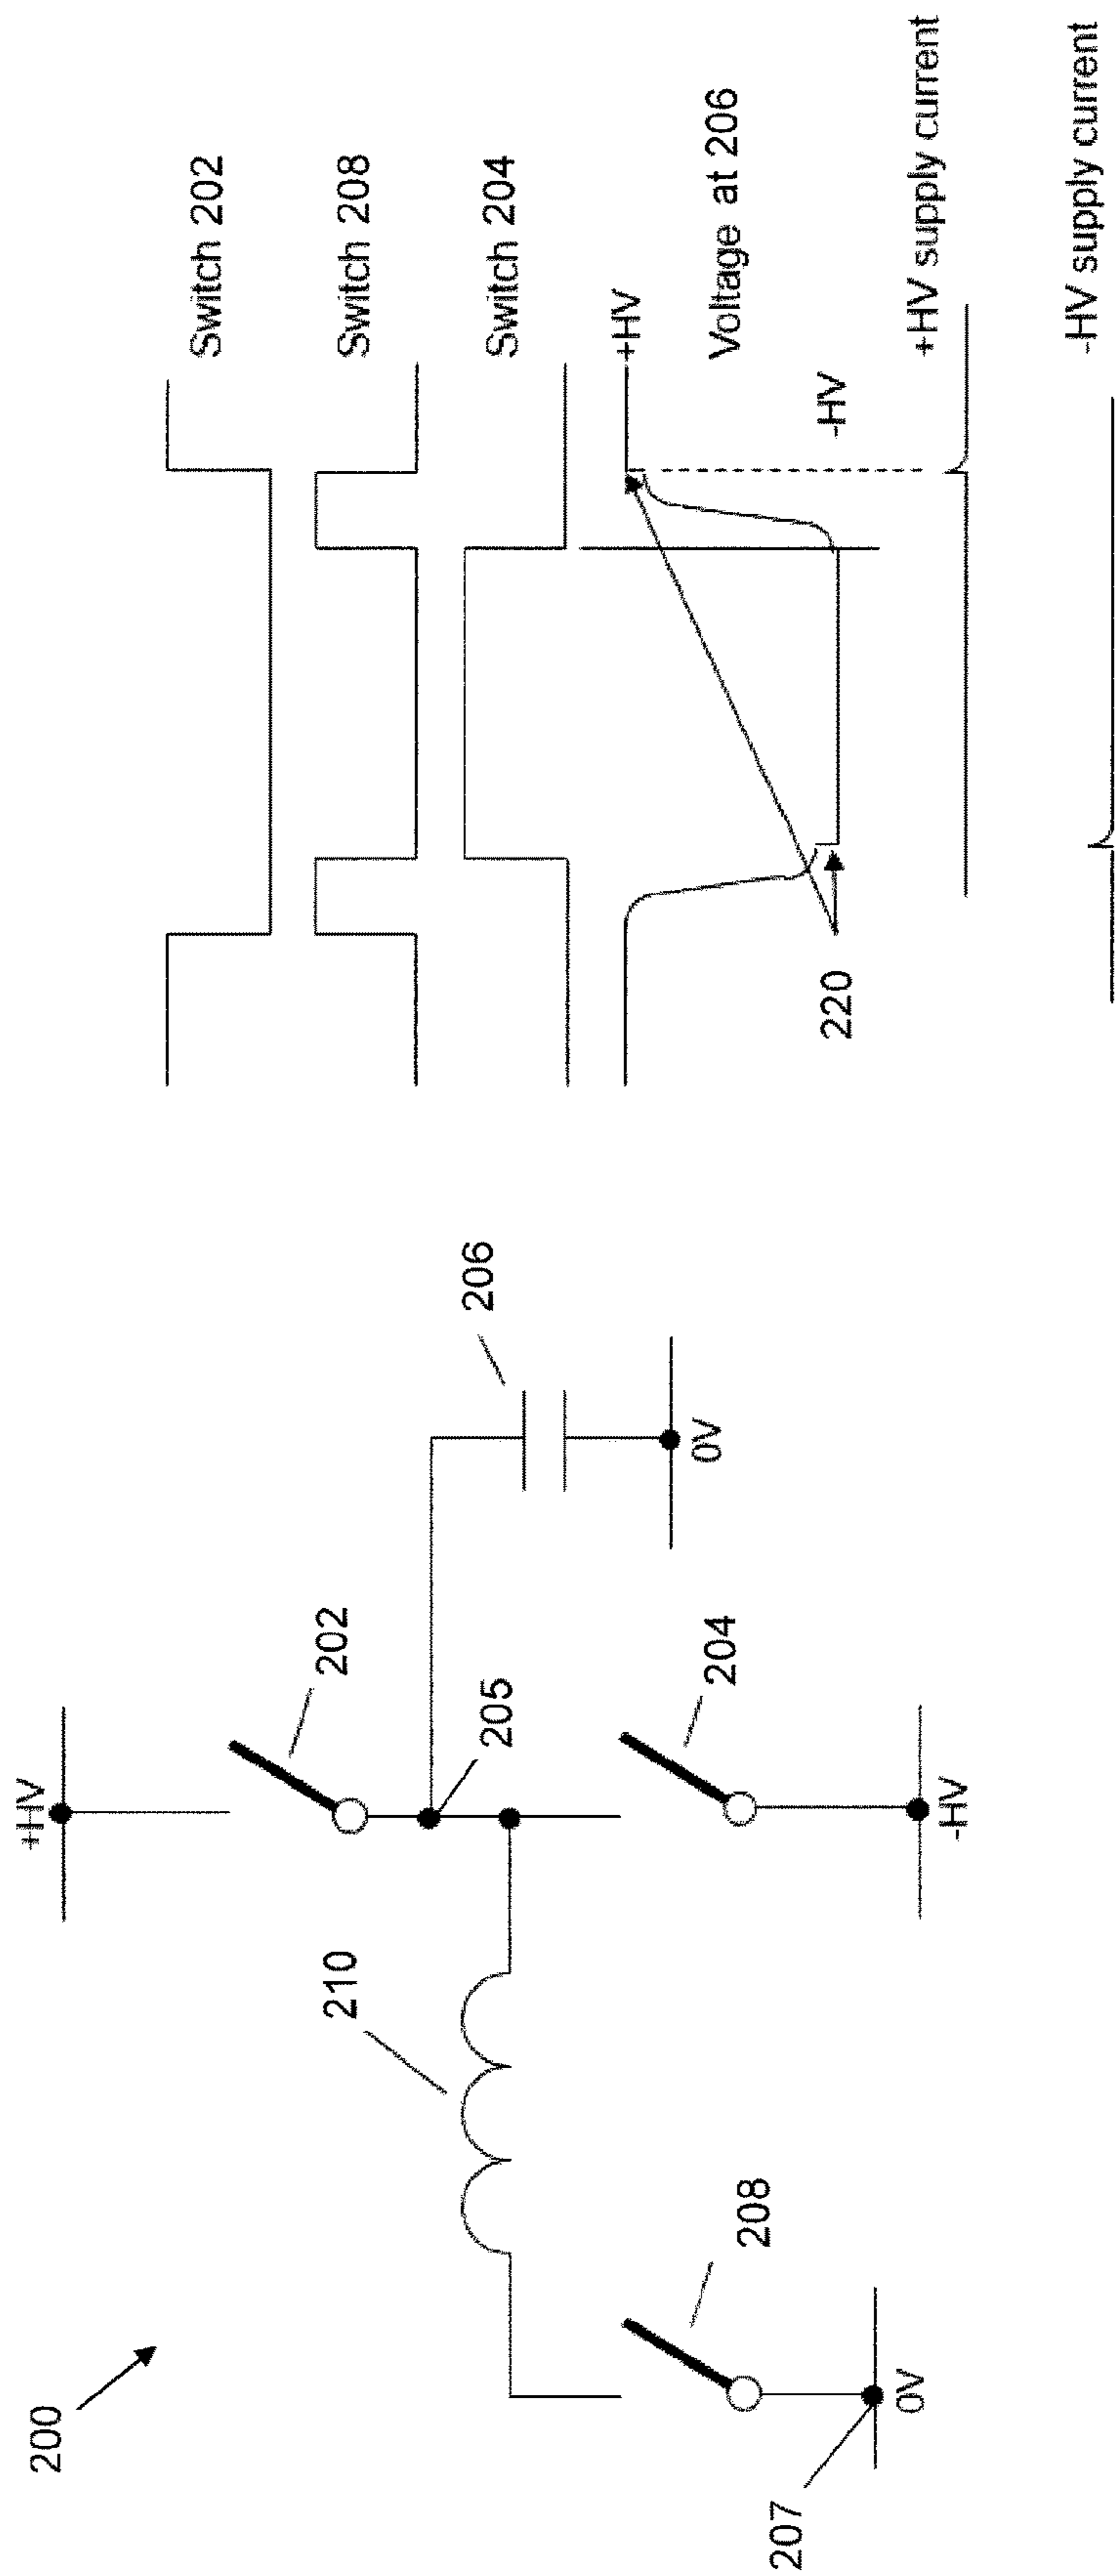 200
+HV
202
205
206
210
204
0V
-HV
208
0V
207
Switch 202
Switch 208
Switch 204
+HV
Voltage at 206
-HV
220
+HV supply current
-HV supply current